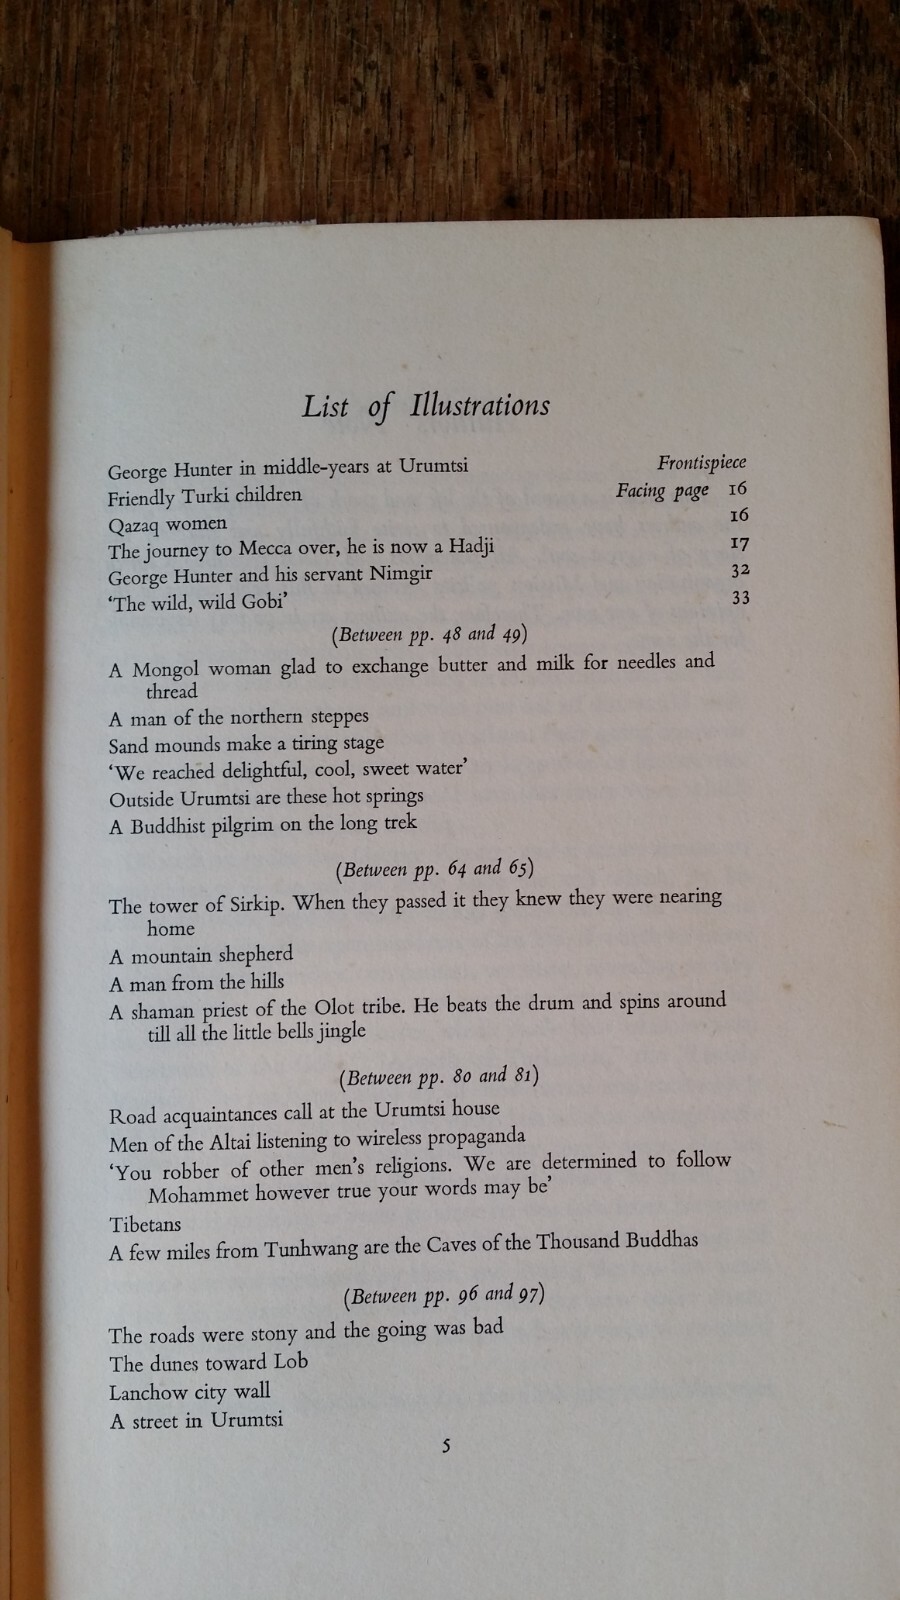 List of Illustrations
George Hunter in middle-years at Urumtsi Frontispiece
Friendly Turki children Facing page 16
Qazaq women 16
The journey to Mecca over, he is now a Hadji 17
George Hunter and his servant Nimgir 32
‘The wild, wild Gobi’ 33
(Between pp. 48 and 49)
A Mongol woman glad to exchange butter and milk for needles and
thread
A man of the northern steppes
Sand mounds make a tiring stage
‘We reached delightful, cool, sweet water’
Outside Urumtsi are these hot springs
A Buddhist pilgrim on the long trek
(Between pp. 64 and 65)
The tower of Sirkip. When they passed it they knew they were nearing
home
A mountain shepherd
A man from the hills
A shaman priest of the Olot tribe. He beats the drum and spins around
till all the little bells jingle
(Between pp. 80 and 81)
Road acquaintances call at the Urumtsi house
Men of the Altai listening to wireless propaganda
‘You robber of other men’s religions. We are determined to follow
Mohammet however true your words may be’
Tibetans
A few miles from Tunhwang are the Caves of the Thousand Buddhas
(Between pp. 96 and 97)
The roads were stony and the going was bad
The dunes toward Lob
Lanchow city wall
A street in Urumtsi
5